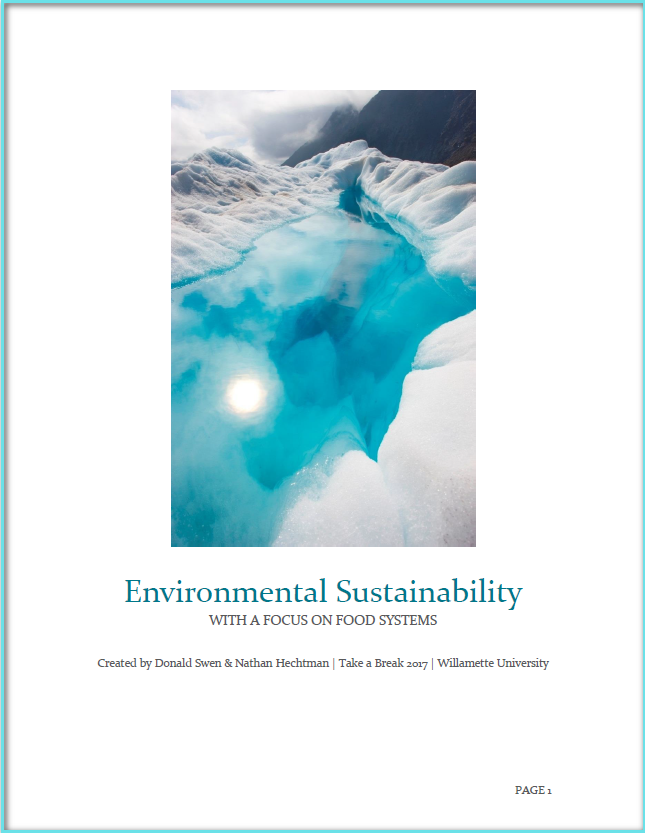 Environmental Sustainability
WITH A FOCUS ON FOOD SYSTEMS
Created by Donald Swen & Nathan Hechtman | Take a Break 2017 | Willamette University
PAGE 1